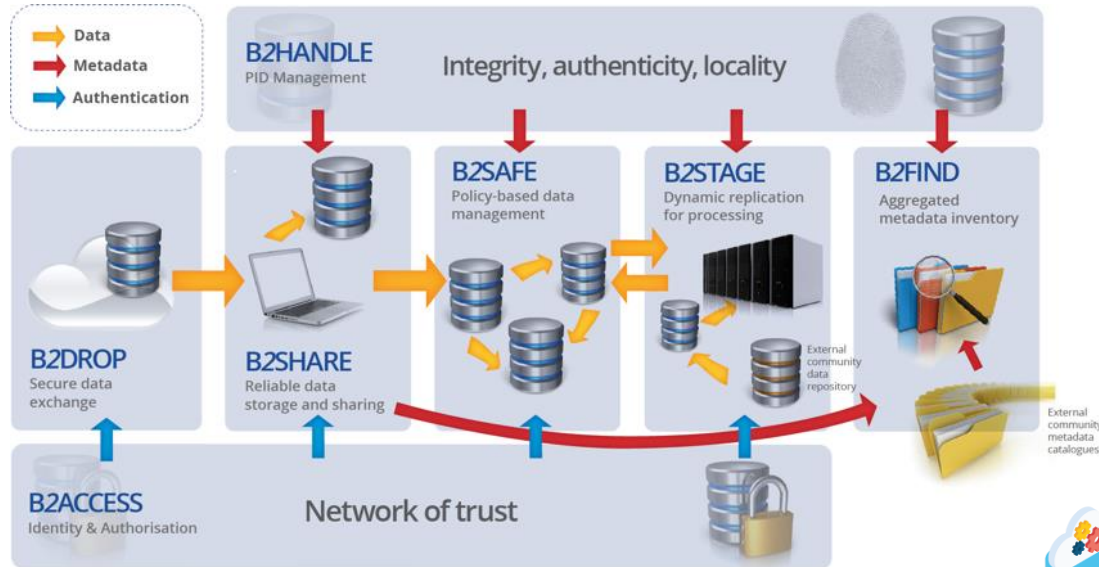 Data
Metadata
Authentication
B2HANDLE
PID Management
Integrity, authenticity, locality
B2DROP
Secure data
exchange
B2SHARE
Reliable data
storage and sharing
B2SAFE
Policy-based data
management
B2STAGE
Dynamic replication
for processing
External
community
data
repository
B2FIND
Aggregated
metadata inventory
External
community
metadata
catalogues
B2ACCESS
Identity & Authorisation
Network of trust